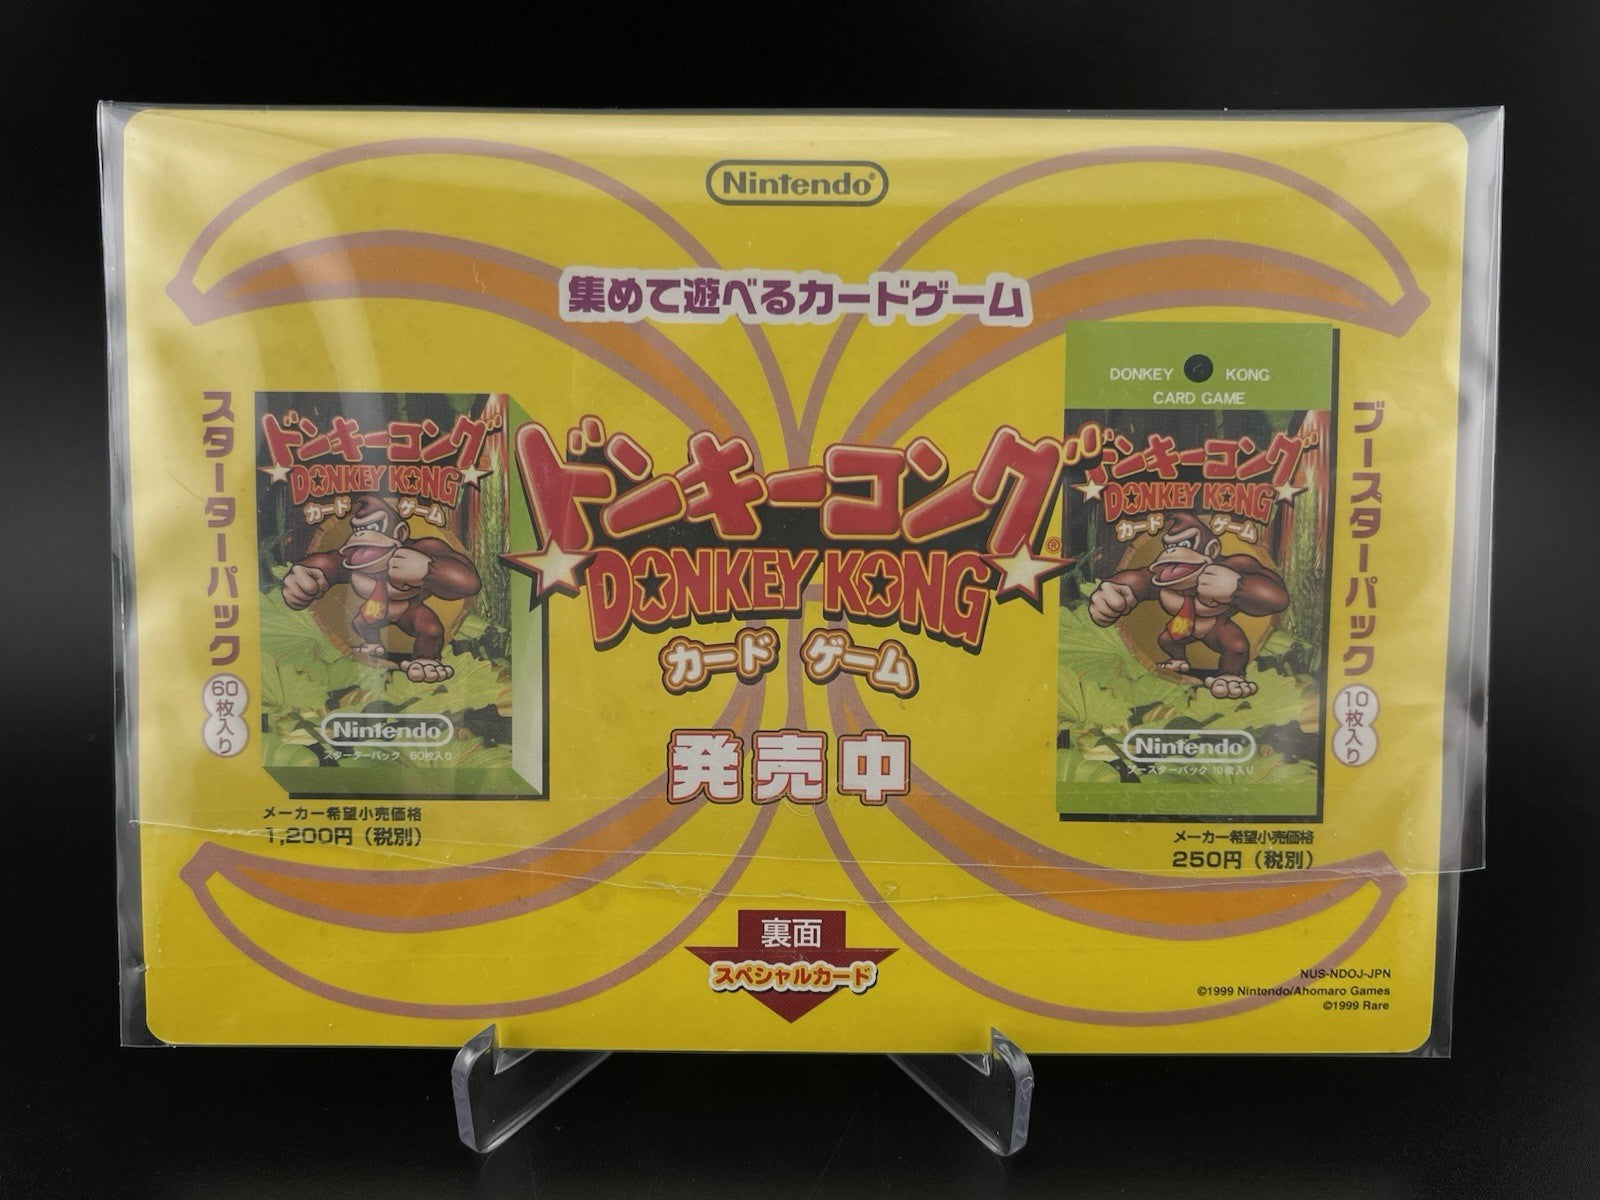 Nintendo®
集めて遊べるカードゲーム
スターターパック
60枚入り
ドンキーコング
DONKEY KONG
カードゲーム
Nintendo
スターターパック 60枚入り
メーカー希望小売価格
1,200円（税別）
ドンキーコング
DONKEY KONG®
カード ゲーム
発売中
DONKEY KONG
CARD GAME
ドンキーコング
DONKEY KONG
カードゲーム
Nintendo
ブースターパック 10枚入り
ブースターパック
10枚入り
メーカー希望小売価格
250円（税別）
裏面
スペシャルカード
NUS-NDOJ-JPN
©1999 Nintendo/Ahomaro Games
©1999 Rare